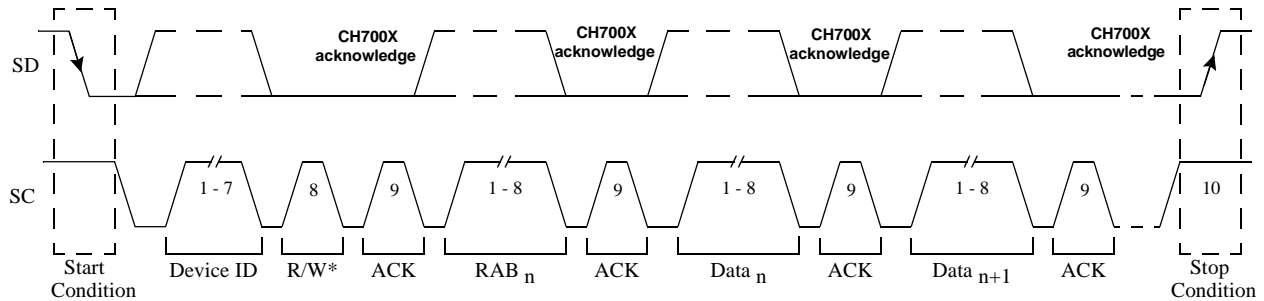 CH700X
acknowledge
CH700X
acknowledge
CH700X
acknowledge
CH700X
acknowledge
SD
SC
1 - 7
8
9
1 - 8
9
1 - 8
9
1 - 8
9
10
Start
Condition
Device ID
R/W*
ACK
RAB n
ACK
Data n
ACK
Data n+1
ACK
Stop
Condition